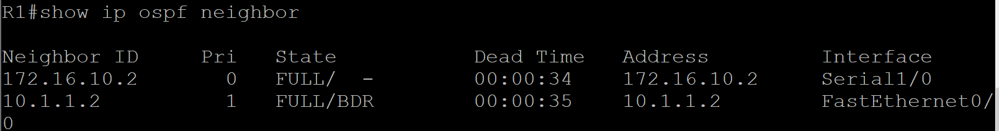 R1#show ip ospf neighbor
Neighbor ID     Pri   State           Dead Time   Address         Interface
172.16.10.2       0   FULL/  -        00:00:34    172.16.10.2     Serial1/0
10.1.1.2          1   FULL/BDR        00:00:35    10.1.1.2        FastEthernet0/
0